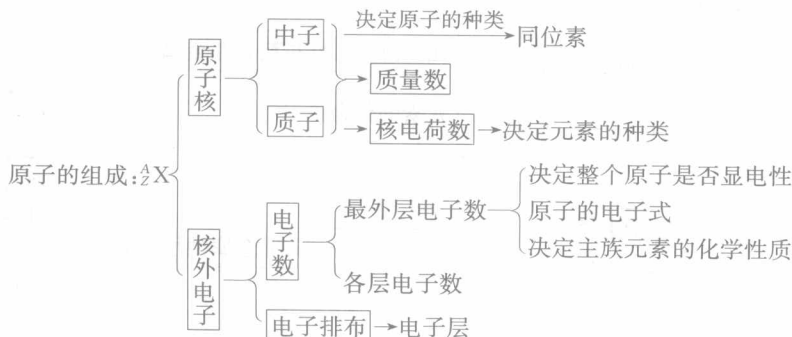 原子的组成:ᴬ_ZX
原子核
中子
决定原子的种类
同位素
质量数
质子
核电荷数
决定元素的种类
核外电子
电子数
最外层电子数
决定整个原子是否显电性
原子的电子式
决定主族元素的化学性质
各层电子数
电子排布
电子层